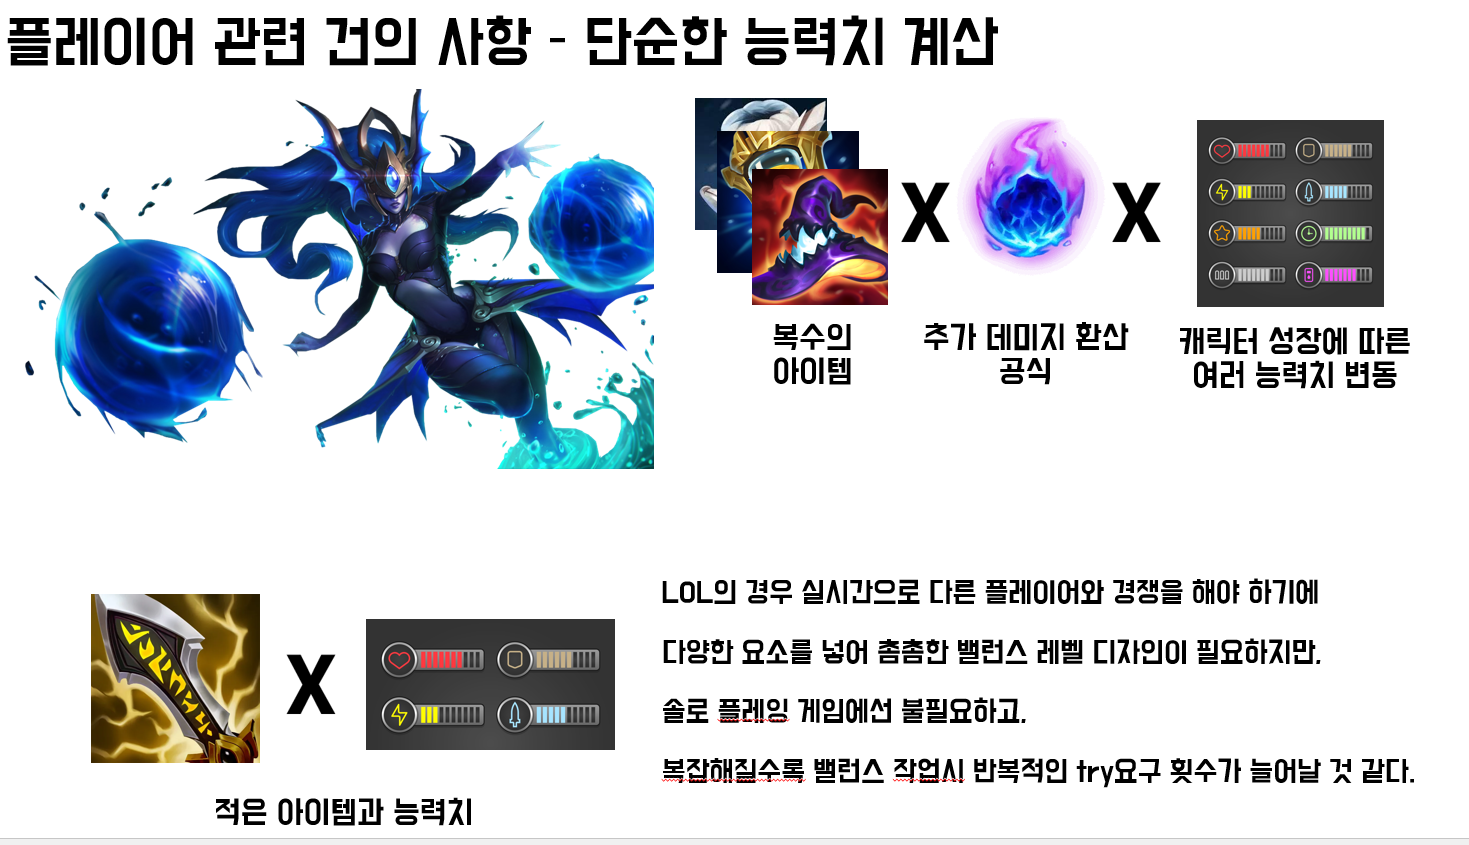 플레이어 관련 건의 사항 - 단순한 능력치 계산
X
X
복수의
아이템
추가 데미지 환산
공식
캐릭터 성장에 따른
여러 능력치 변동
X
적은 아이템과 능력치
LOL의 경우 실시간으로 다른 플레이어와 경쟁을 해야 하기에
다양한 요소를 넣어 촘촘한 밸런스 레벨 디자인이 필요하지만,
솔로 플레잉 게임에선 불필요하고,
복잡해질수록 밸런스 작업시 반복적인 try요구 횟수가 늘어날 것 같다.